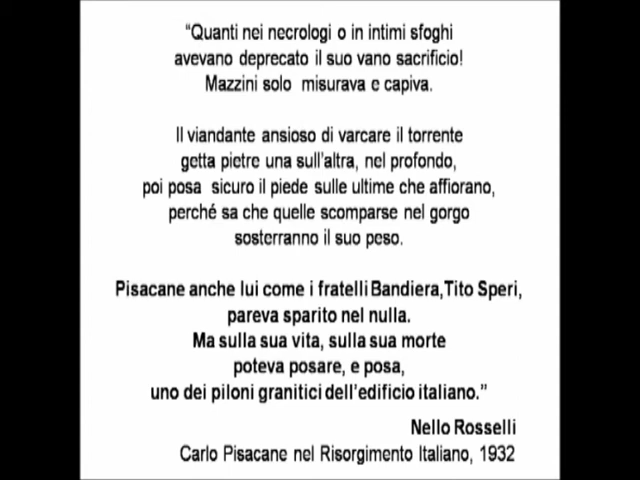 “Quanti nei necrologi o in intimi sfoghi
avevano deprecato il suo vano sacrificio!
Mazzini solo misurava e capiva.
Il viandante ansioso di varcare il torrente
getta pietre una sull'altra, nel profondo,
poi posa sicuro il piede sulle ultime che affiorano,
perché sa che quelle scomparse nel gorgo
sosterranno il suo peso.
Pisacane anche lui come i fratelli Bandiera,Tito Speri,
pareva sparito nel nulla.
Ma sulla sua vita, sulla sua morte
poteva posare, e posa,
uno dei piloni granitici dell'edificio italiano.”
Nello Rosselli
Carlo Pisacane nel Risorgimento Italiano, 1932